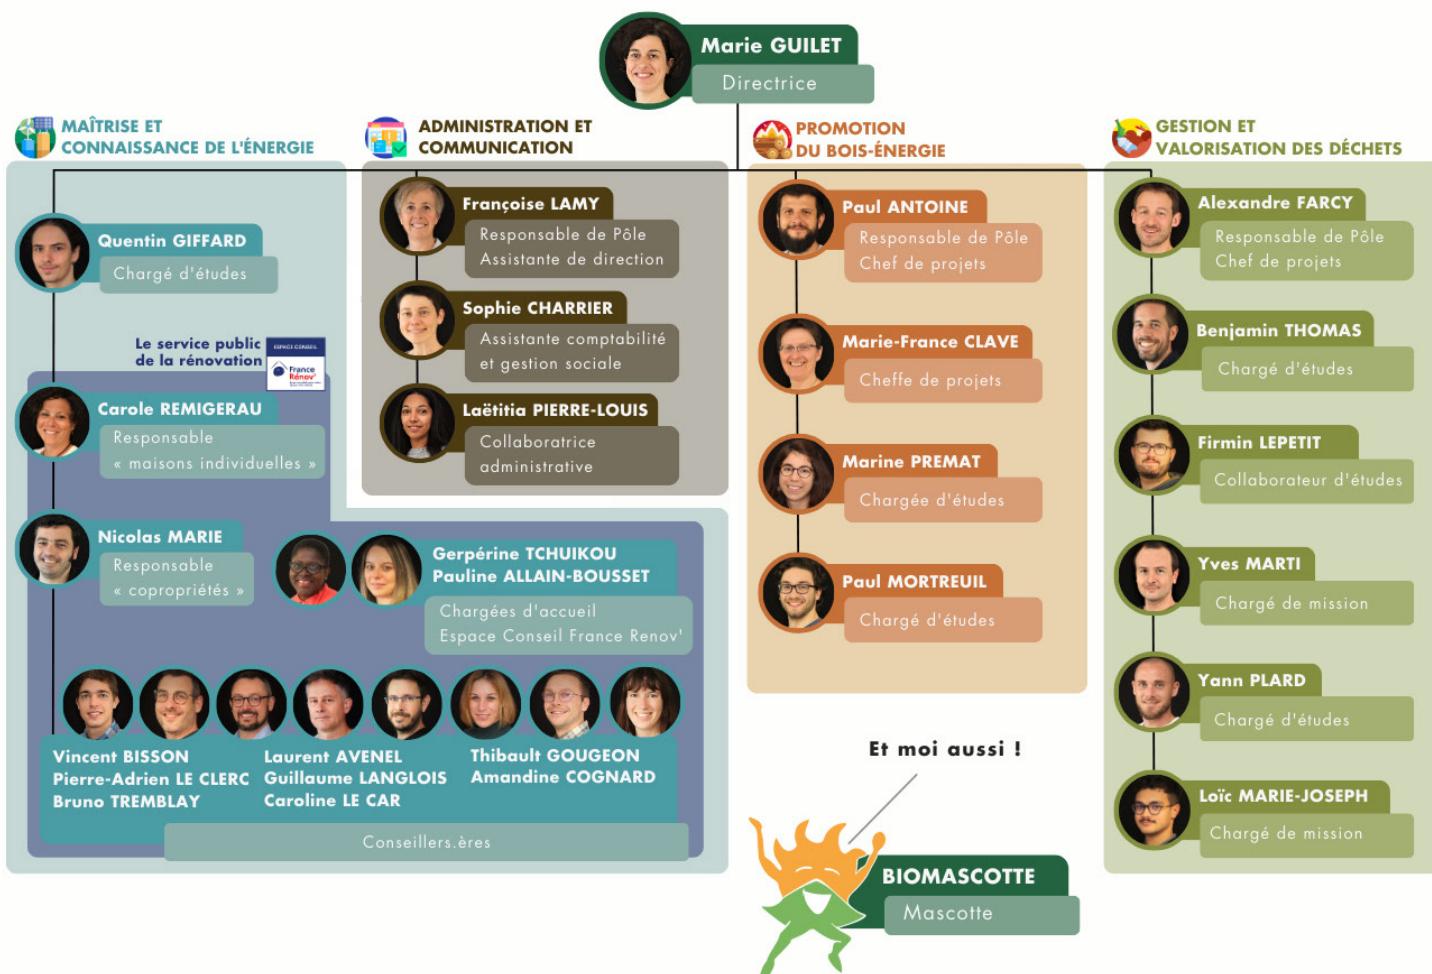 Marie GUILET
Directrice
MAÎTRISE ET
CONNAISSANCE DE L'ÉNERGIE
Quentin GIFFARD
Chargé d'études
Le service public
de la rénovation
ESPACE CONSEIL
France
Rénov'
Carole REMIGERAU
Responsable
« maisons individuelles »
Nicolas MARIE
Responsable
« copropriétés »
Gerpérine TCHUIKOU
Pauline ALLAIN-BOUSSET
Chargées d'accueil
Espace Conseil France Renov'
Vincent BISSON
Pierre-Adrien LE CLERC
Bruno TREMBLAY
Laurent AVENEL
Guillaume LANGLOIS
Caroline LE CAR
Thibault GOUGEON
Amandine COGNARD
Conseillers.ères
ADMINISTRATION ET
COMMUNICATION
Françoise LAMY
Responsable de Pôle
Assistante de direction
Sophie CHARRIER
Assistante comptabilité
et gestion sociale
Laëtitia PIERRE-LOUIS
Collaboratrice
administrative
PROMOTION
DU BOIS-ÉNERGIE
Paul ANTOINE
Responsable de Pôle
Chef de projets
Marie-France CLAVE
Cheffe de projets
Marine PREMAT
Chargée d'études
Paul MORTREUIL
Chargé d'études
GESTION ET
VALORISATION DES DÉCHETS
Alexandre FARCY
Responsable de Pôle
Chef de projets
Benjamin THOMAS
Chargé d'études
Firmin LEPETIT
Collaborateur d'études
Yves MARTI
Chargé de mission
Yann PLARD
Chargé d'études
Loïc MARIE-JOSEPH
Chargé de mission
Et moi aussi !
BIOMASCOTTE
Mascotte